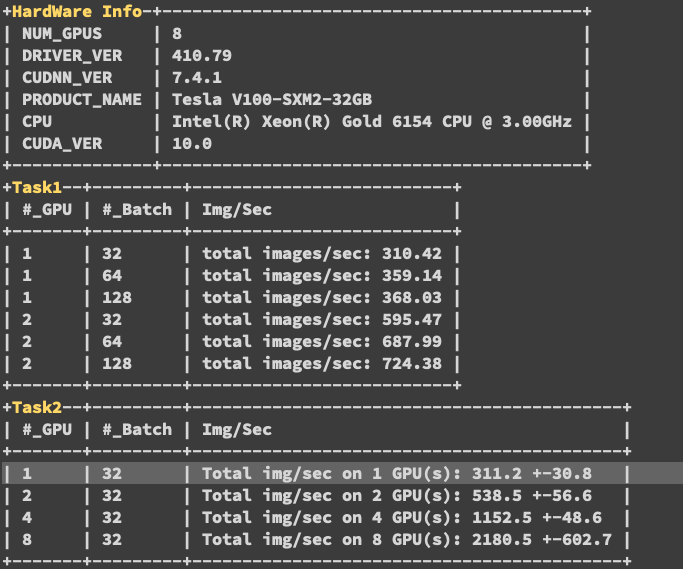 +HardWare Info-+------------------------------------------+
| NUM_GPUS | 8 |
| DRIVER_VER | 410.79 |
| CUDNN_VER | 7.4.1 |
| PRODUCT_NAME | Tesla V100-SXM2-32GB |
| CPU | Intel(R) Xeon(R) Gold 6154 CPU @ 3.00GHz |
| CUDA_VER | 10.0 |
+--------------+------------------------------------------+
+Task1--+---------+--------------------------+
| #_GPU | #_Batch | Img/Sec |
+-------+---------+--------------------------+
| 1 | 32 | total images/sec: 310.42 |
| 1 | 64 | total images/sec: 359.14 |
| 1 | 128 | total images/sec: 368.03 |
| 2 | 32 | total images/sec: 595.47 |
| 2 | 64 | total images/sec: 687.99 |
| 2 | 128 | total images/sec: 724.38 |
+-------+---------+--------------------------+
+Task2--+---------+-------------------------------------------+
| #_GPU | #_Batch | Img/Sec |
+-------+---------+-------------------------------------------+
| 1 | 32 | Total img/sec on 1 GPU(s): 311.2 +-30.8 |
| 2 | 32 | Total img/sec on 2 GPU(s): 538.5 +-56.6 |
| 4 | 32 | Total img/sec on 4 GPU(s): 1152.5 +-48.6 |
| 8 | 32 | Total img/sec on 8 GPU(s): 2180.5 +-602.7 |
+-------+---------+-------------------------------------------+